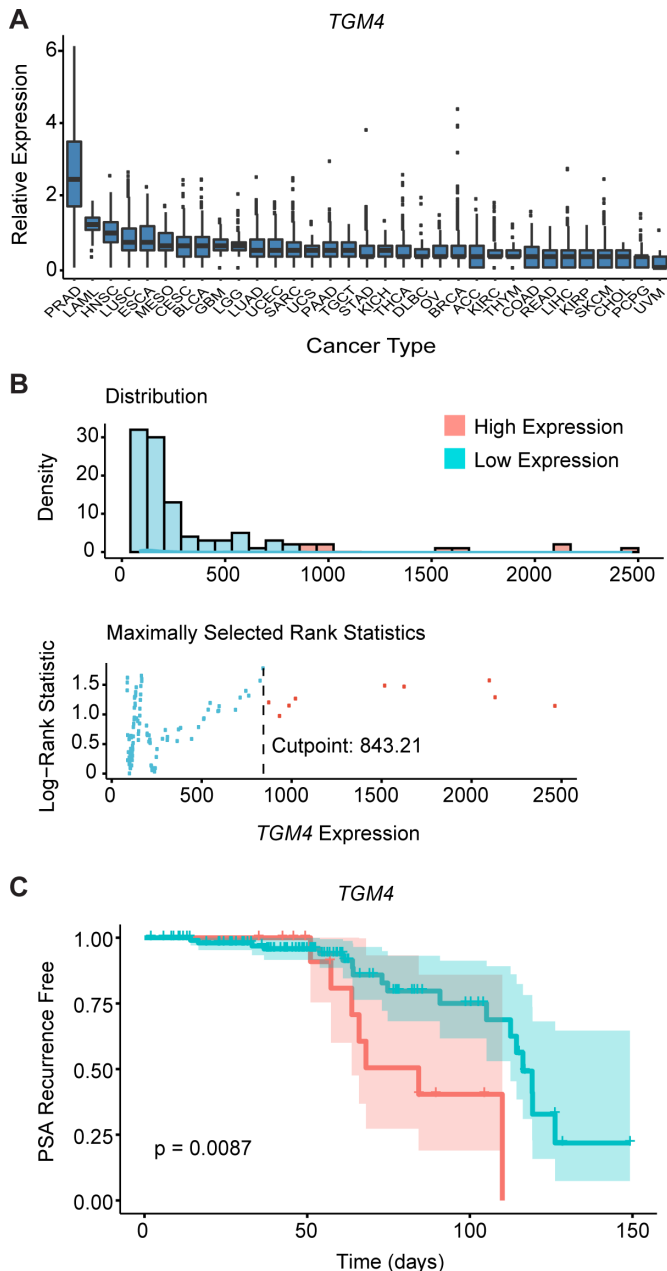 A
TGM4
Relative Expression
6
4
2
0
PRAD
LAML
HNSC
LUSC
ESCA
MESO
CESC
BLCA
GBM
LGG
LUAD
UCEC
SARC
UCS
PAAD
TGCT
STAD
KICH
THCA
DLBC
OV
BRCA
ACC
KIRC
THYM
COAD
READ
LIHC
KIRP
SKCM
CHOL
PCPG
UVM
Cancer Type
B
Distribution
Density
30
20
10
0
High Expression
Low Expression
0 500 1000 1500 2000 2500
Maximally Selected Rank Statistics
Log-Rank Statistic
1.5
1.0
0.5
0
Cutpoint: 843.21
0 500 1000 1500 2000 2500
TGM4 Expression
C
TGM4
PSA Recurrence Free
1.00
0.75
0.50
0.25
0.00
p = 0.0087
0 50 100 150
Time (days)